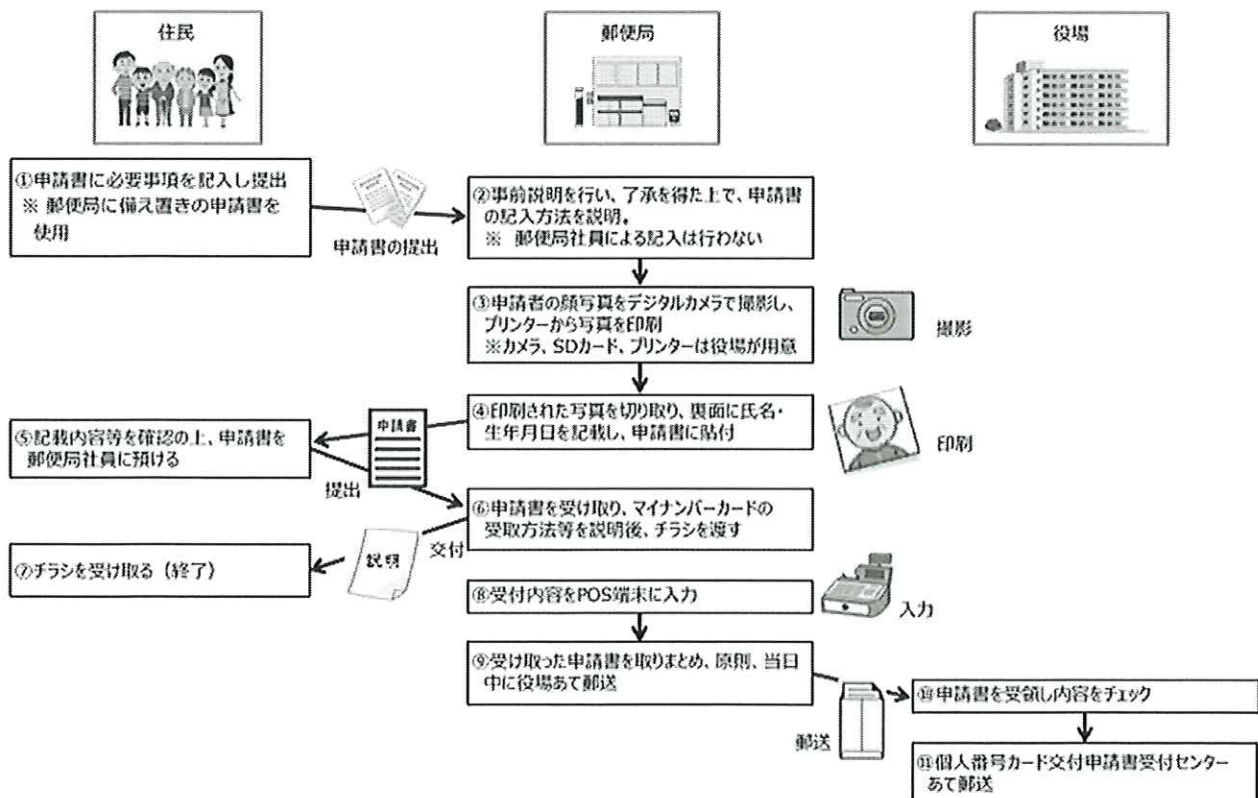 住民
郵便局
役場
①申請書に必要事項を記入し提出
※ 郵便局に備え置きの申請書を
使用
申請書の提出
②事前説明を行い、了承を得た上で、申請書
の記入方法を説明。
※ 郵便局社員による記入は行わない
③申請者の顔写真をデジタルカメラで撮影し、
プリンターから写真を印刷
※カメラ、SDカード、プリンターは役場が用意
撮影
④印刷された写真を切り取り、裏面に氏名・
生年月日を記載し、申請書に貼付
印刷
申請書
⑤記載内容等を確認の上、申請書を
郵便局社員に預ける
提出
⑥申請書を受け取り、マイナンバーカードの
受取方法等を説明後、チラシを渡す
交付
説明
⑦チラシを受け取る（終了）
⑧受付内容をPOS端末に入力
入力
⑨受け取った申請書を取りまとめ、原則、当日
中に役場あて郵送
郵送
⑩申請書を受領し内容をチェック
⑪個人番号カード交付申請書受付センター
あて郵送